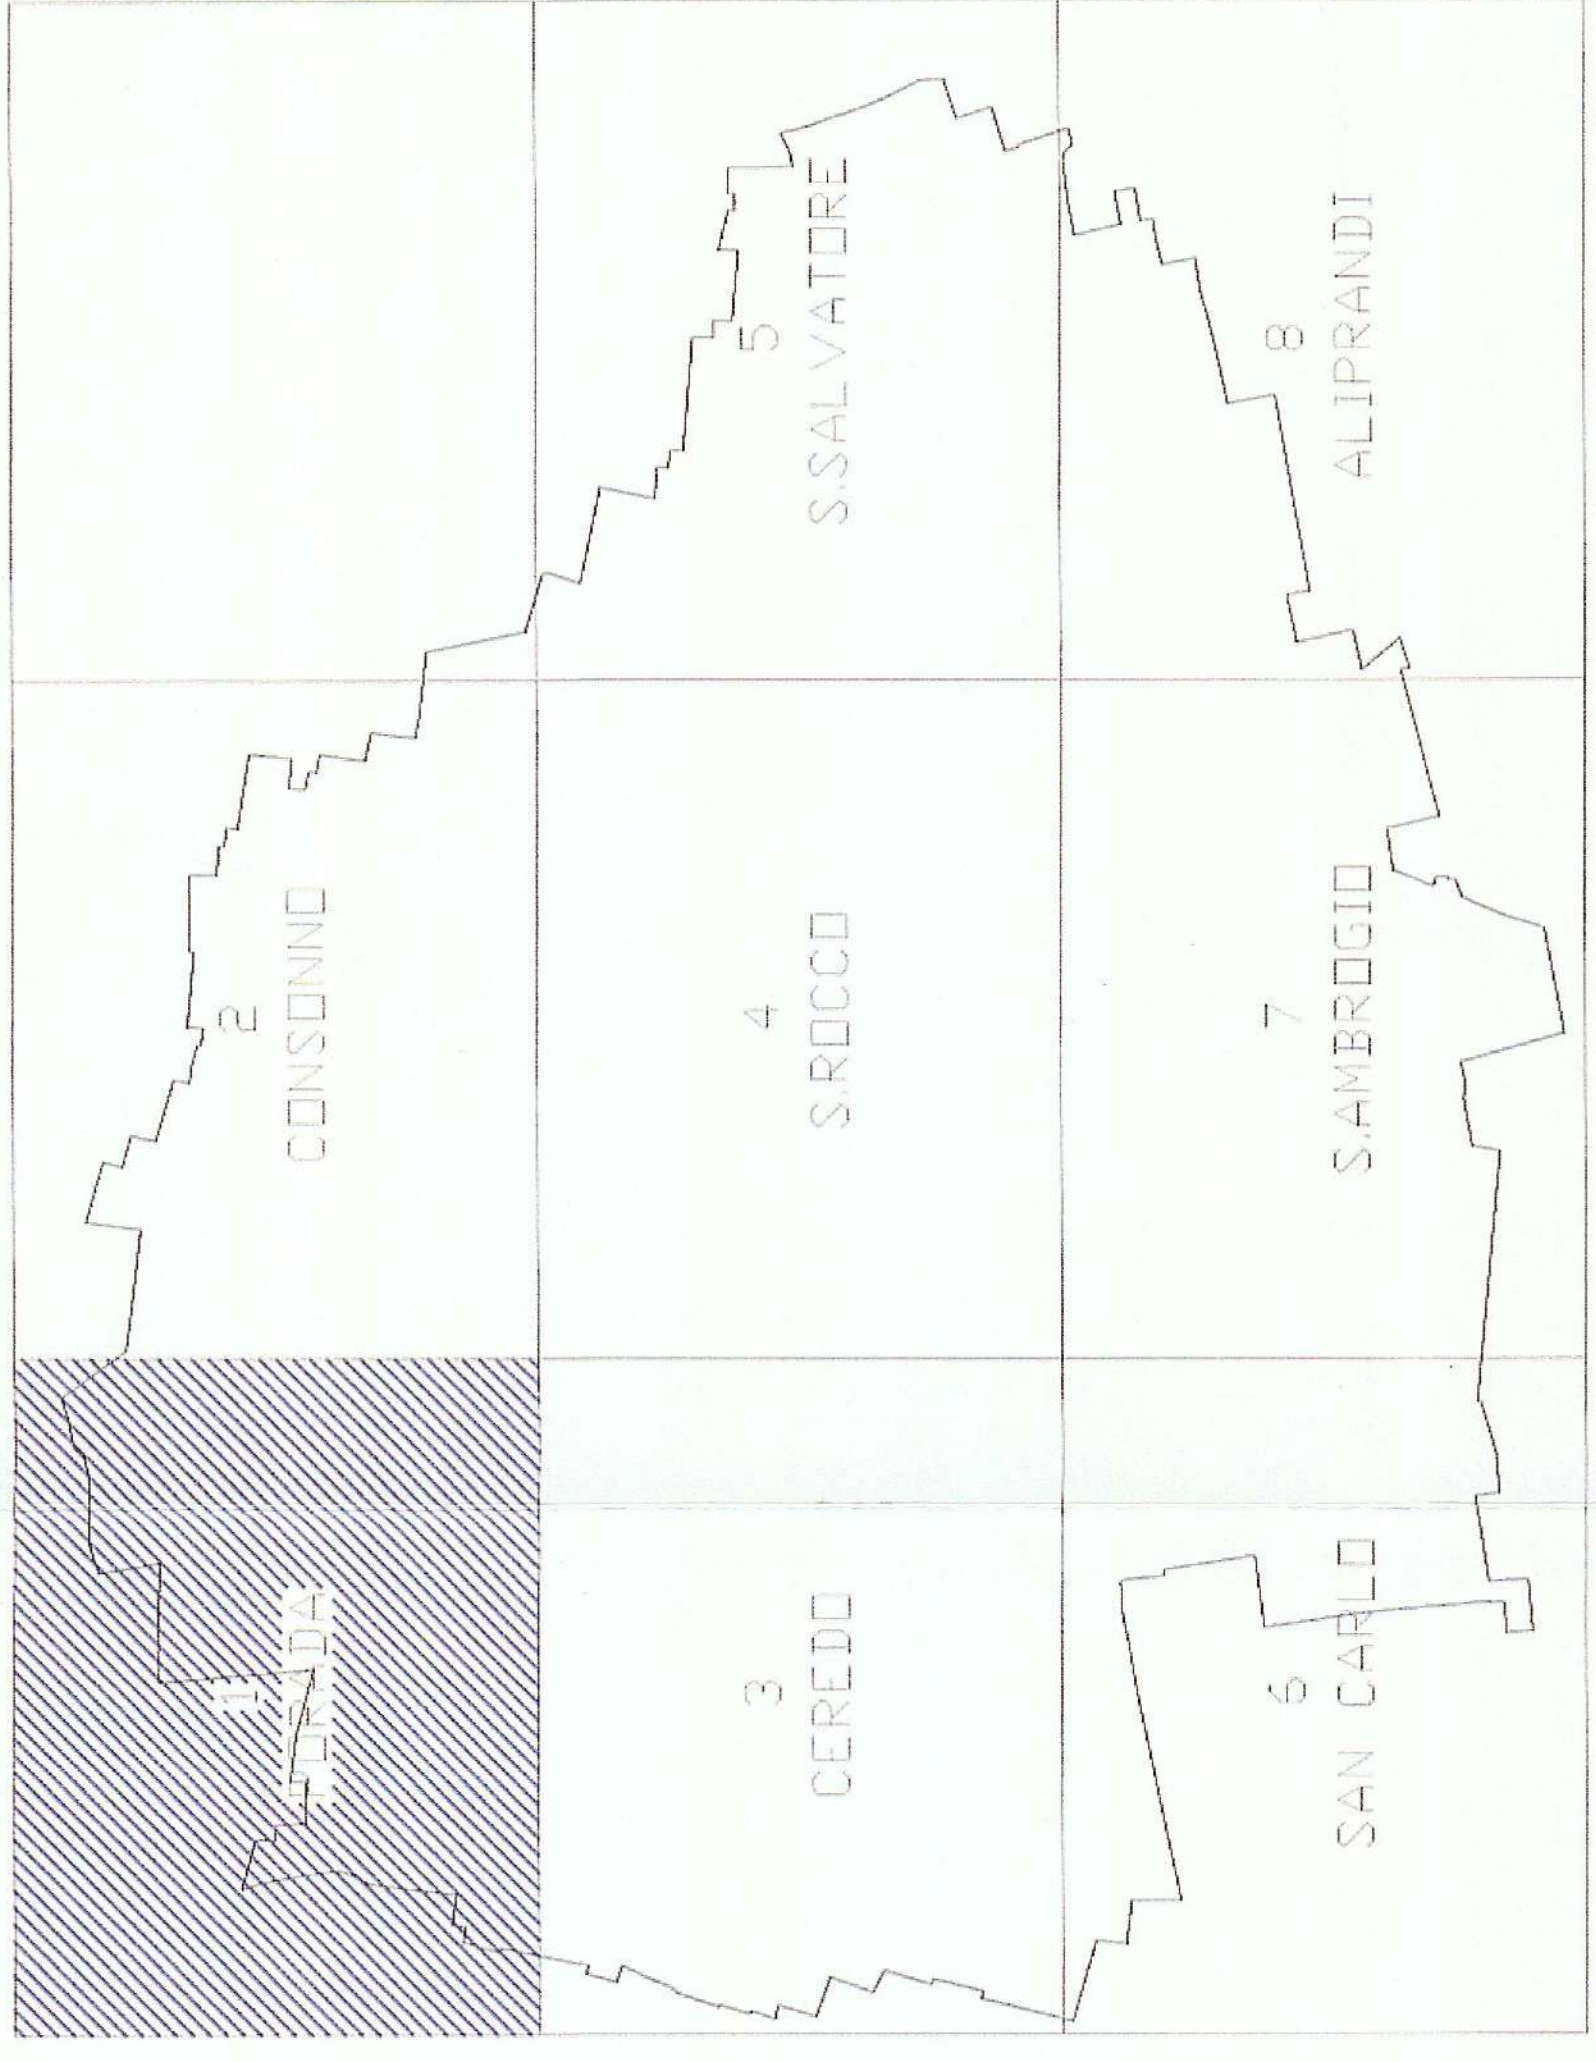 1
PORADA
2
CONSONNO
3
CEREDO
4
S.ROCCO
5
S.SALVATORE
6
SAN CARLO
7
S.AMBROGIO
8
ALIPRANDI